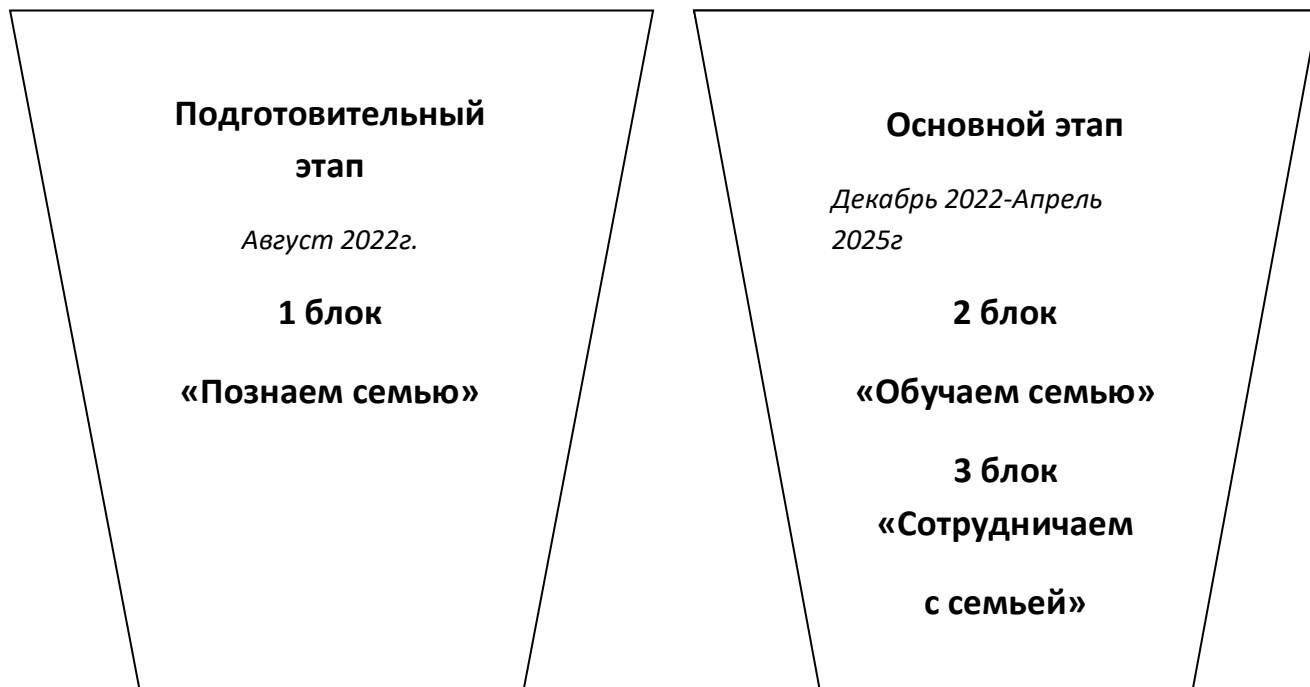 Подготовительный
этап
Август 2022г.
1 блок
«Познаем семью»
Основной этап
Декабрь 2022-Апрель
2025г
2 блок
«Обучаем семью»
3 блок
«Сотрудничаем
с семьей»